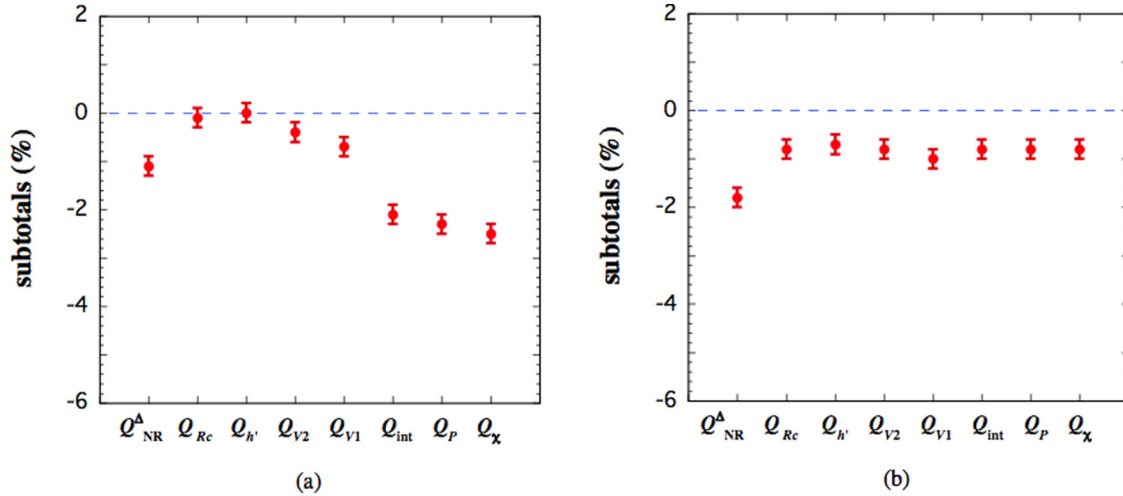 2
0
-2
-4
-6
subtotals (%)
Q^Δ_NR Q_Rc Q_h' Q_V2 Q_V1 Q_int Q_P Q_χ
(a)
2
0
-2
-4
-6
subtotals (%)
Q^Δ_NR Q_Rc Q_h' Q_V2 Q_V1 Q_int Q_P Q_χ
(b)